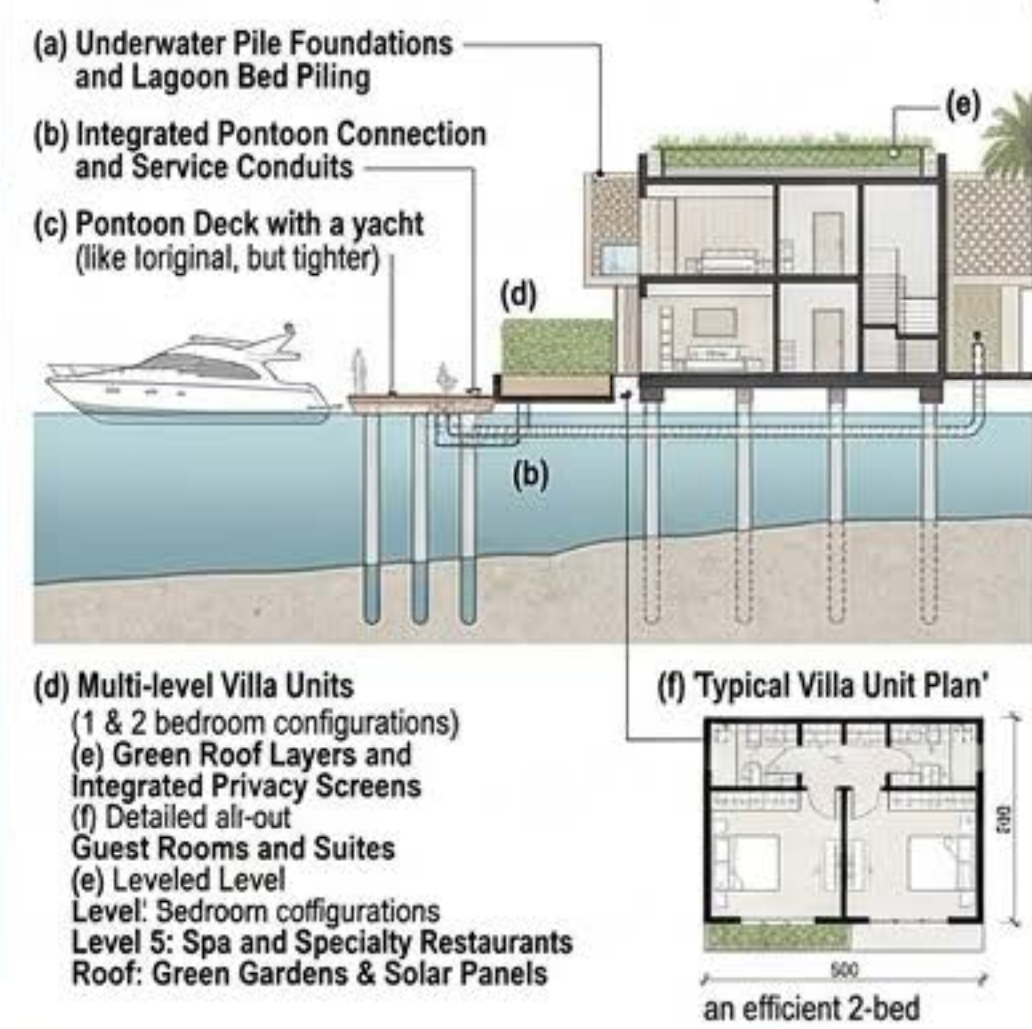 (a) Underwater Pile Foundations
and Lagoon Bed Piling
(e)
(b) Integrated Pontoon Connection
and Service Conduits
(c) Pontoon Deck with a yacht
(like Ioriginal, but tighter)
(d)
(b)
(d) Multi-level Villa Units
(1 & 2 bedroom configurations)
(e) Green Roof Layers and
Integrated Privacy Screens
(f) Detailed alr-out
Guest Rooms and Suites
(e) Leveled Level
Level: Sedroom coffigurations
Level 5: Spa and Specialty Restaurants
Roof: Green Gardens & Solar Panels
(f) 'Typical Villa Unit Plan'
500
an efficient 2-bed